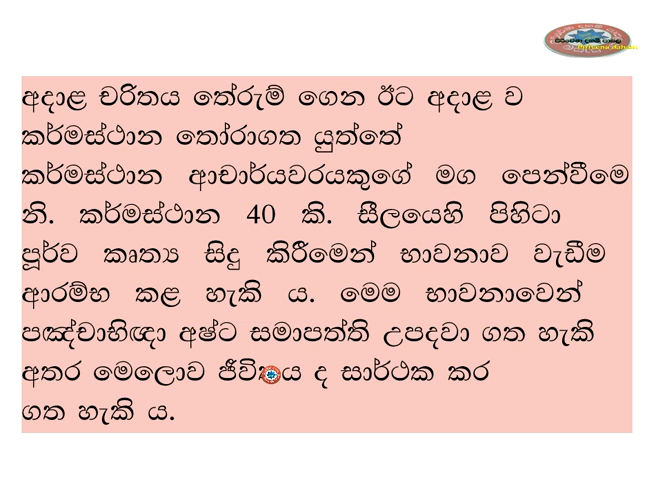 අදාළ චරිතය තේරුම් ගෙන ඊට අදාළ ව
කර්මස්ථාන තෝරාගත යුත්තේ
කර්මස්ථාන ආචාර්යවරයකුගේ මග පෙන්වීමෙ
නි. කර්මස්ථාන 40 කි. සීලයෙහි පිහිටා
පූර්ව කෘත්‍ය සිදු කිරීමෙන් භාවනාව වැඩීම
ආරම්භ කළ හැකි ය. මෙම භාවනාවෙන්
පඤ්චාභිඥා අෂ්ට සමාපත්ති උපදවා ගත හැකි
අතර මෙලොව ජීවිතය ද සාර්ථක කර
ගත හැකි ය.